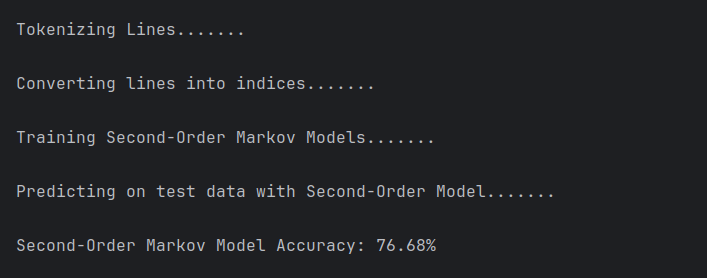 Tokenizing Lines.......
Converting lines into indices.......
Training Second-Order Markov Models.......
Predicting on test data with Second-Order Model.......
Second-Order Markov Model Accuracy: 76.68%